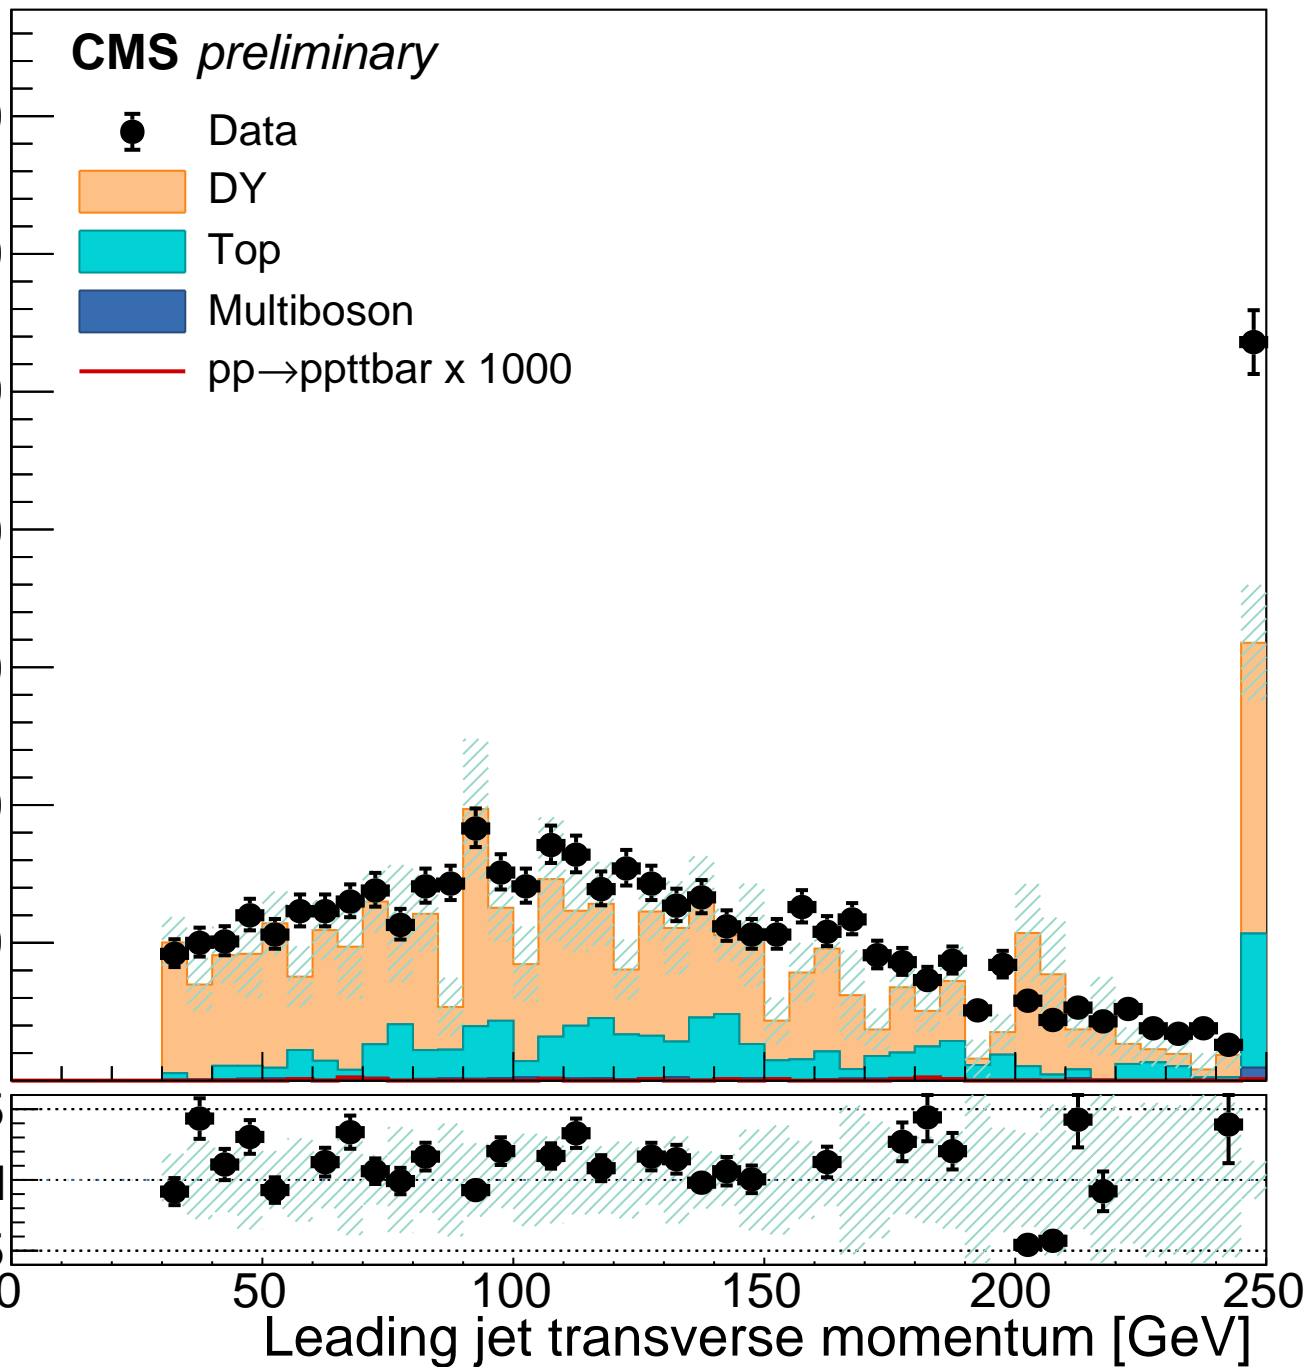 CMS preliminary
Data
DY
Top
Multiboson
pp→ppttbar x 1000
0 50 100 150 200 250
Leading jet transverse momentum [GeV]